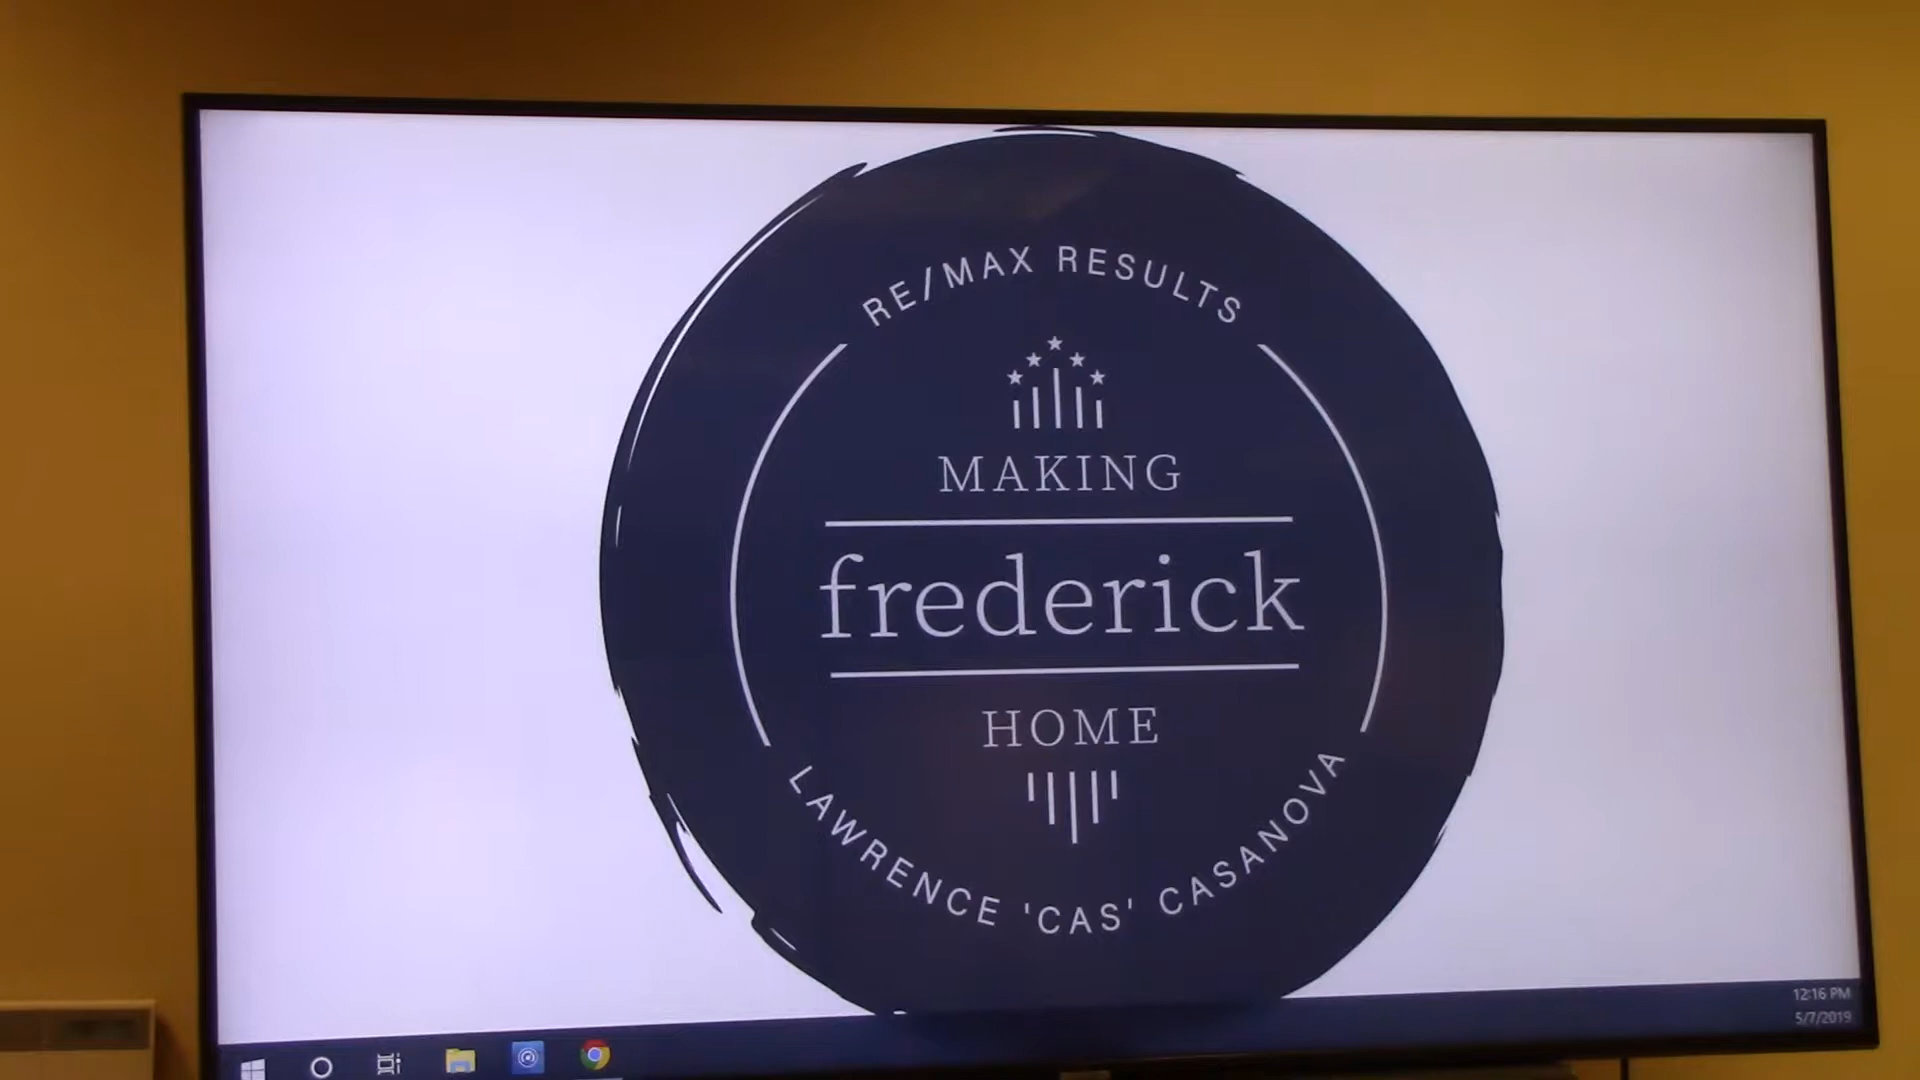 RE/MAX RESULTS
MAKING
frederick
HOME
LAWRENCE 'CAS' CASANOVA
12:16 PM
5/7/2019